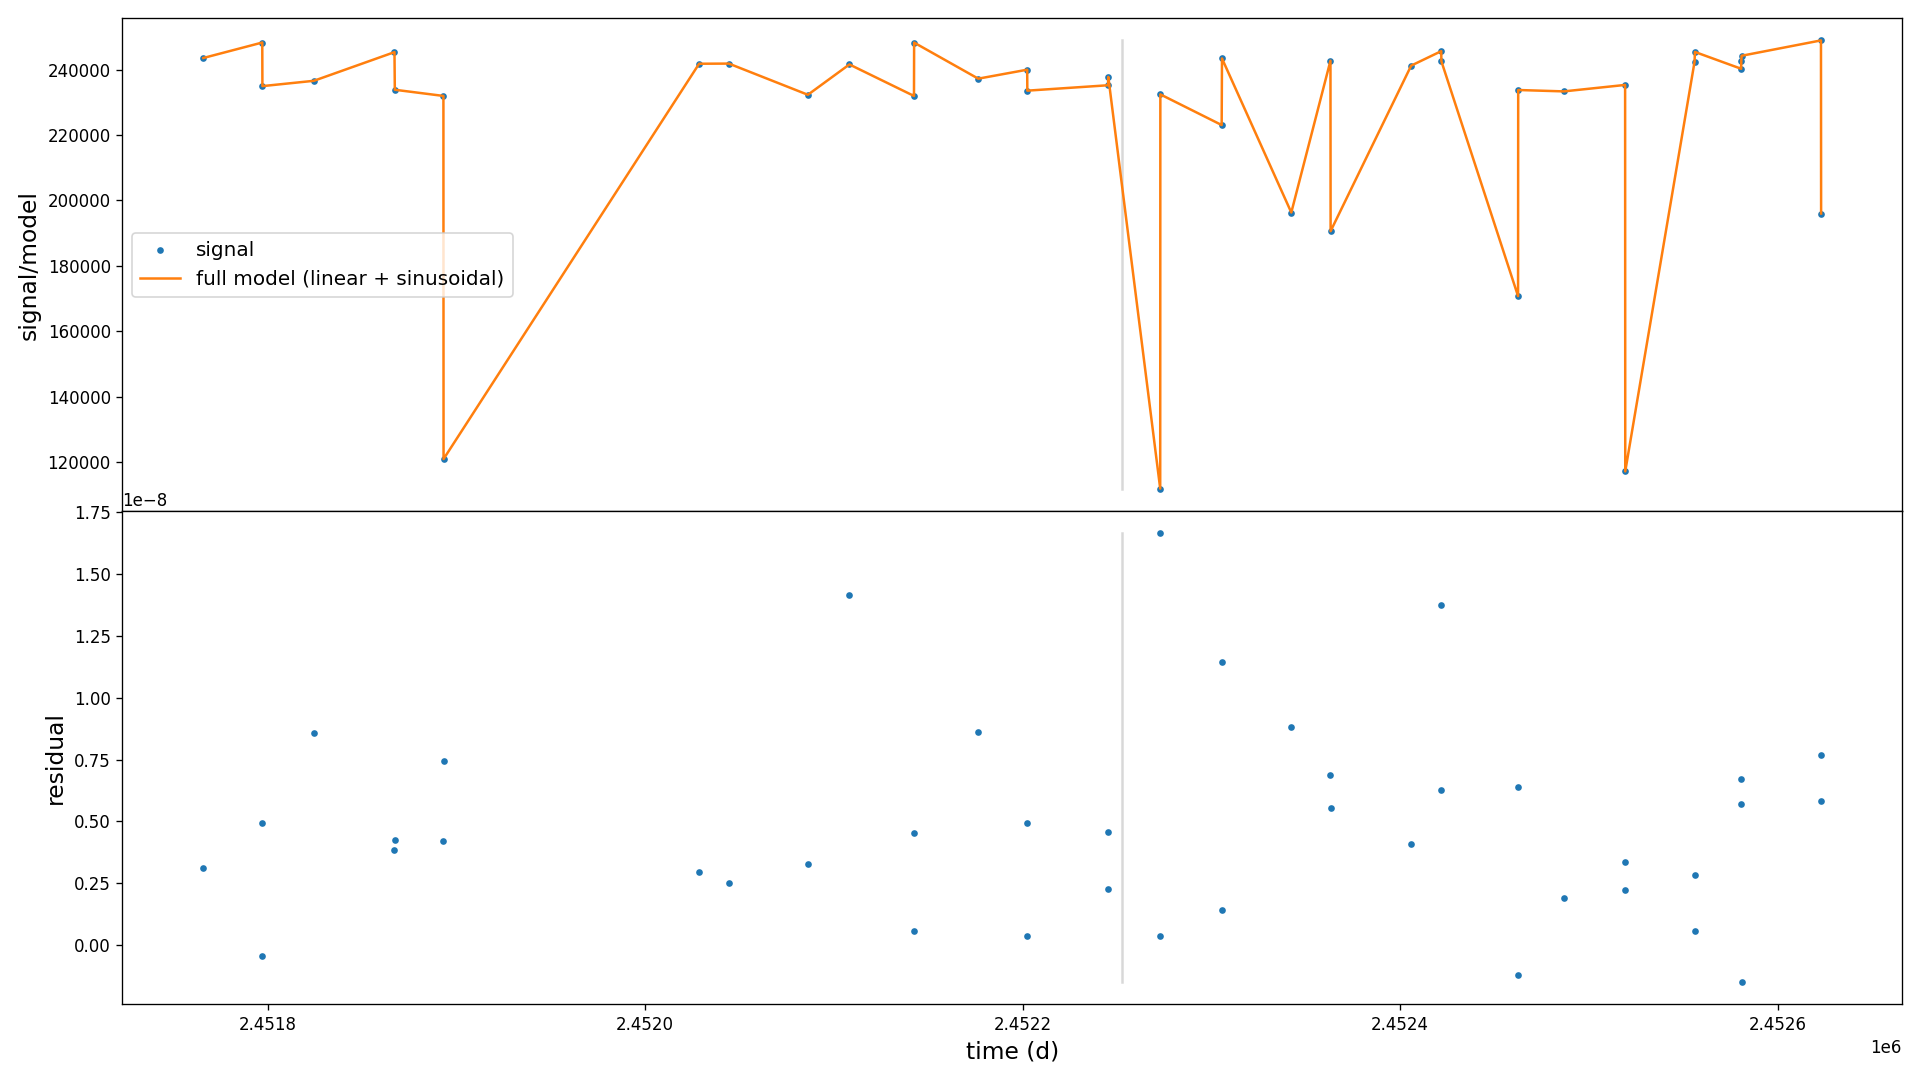 signal/model
240000
220000
200000
180000
160000
140000
120000
signal
full model (linear + sinusoidal)
1e−8
residual
1.75
1.50
1.25
1.00
0.75
0.50
0.25
0.00
2.4518
2.4520
2.4522
2.4524
2.4526
time (d)
1e6